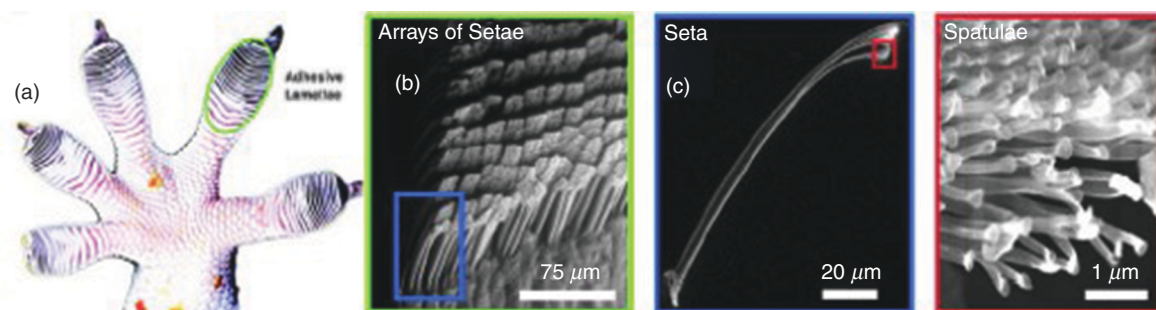 (a)
Adhesive
Lamellae
Arrays of Setae
(b)
75 μm
Seta
(c)
20 μm
Spatulae
1 μm